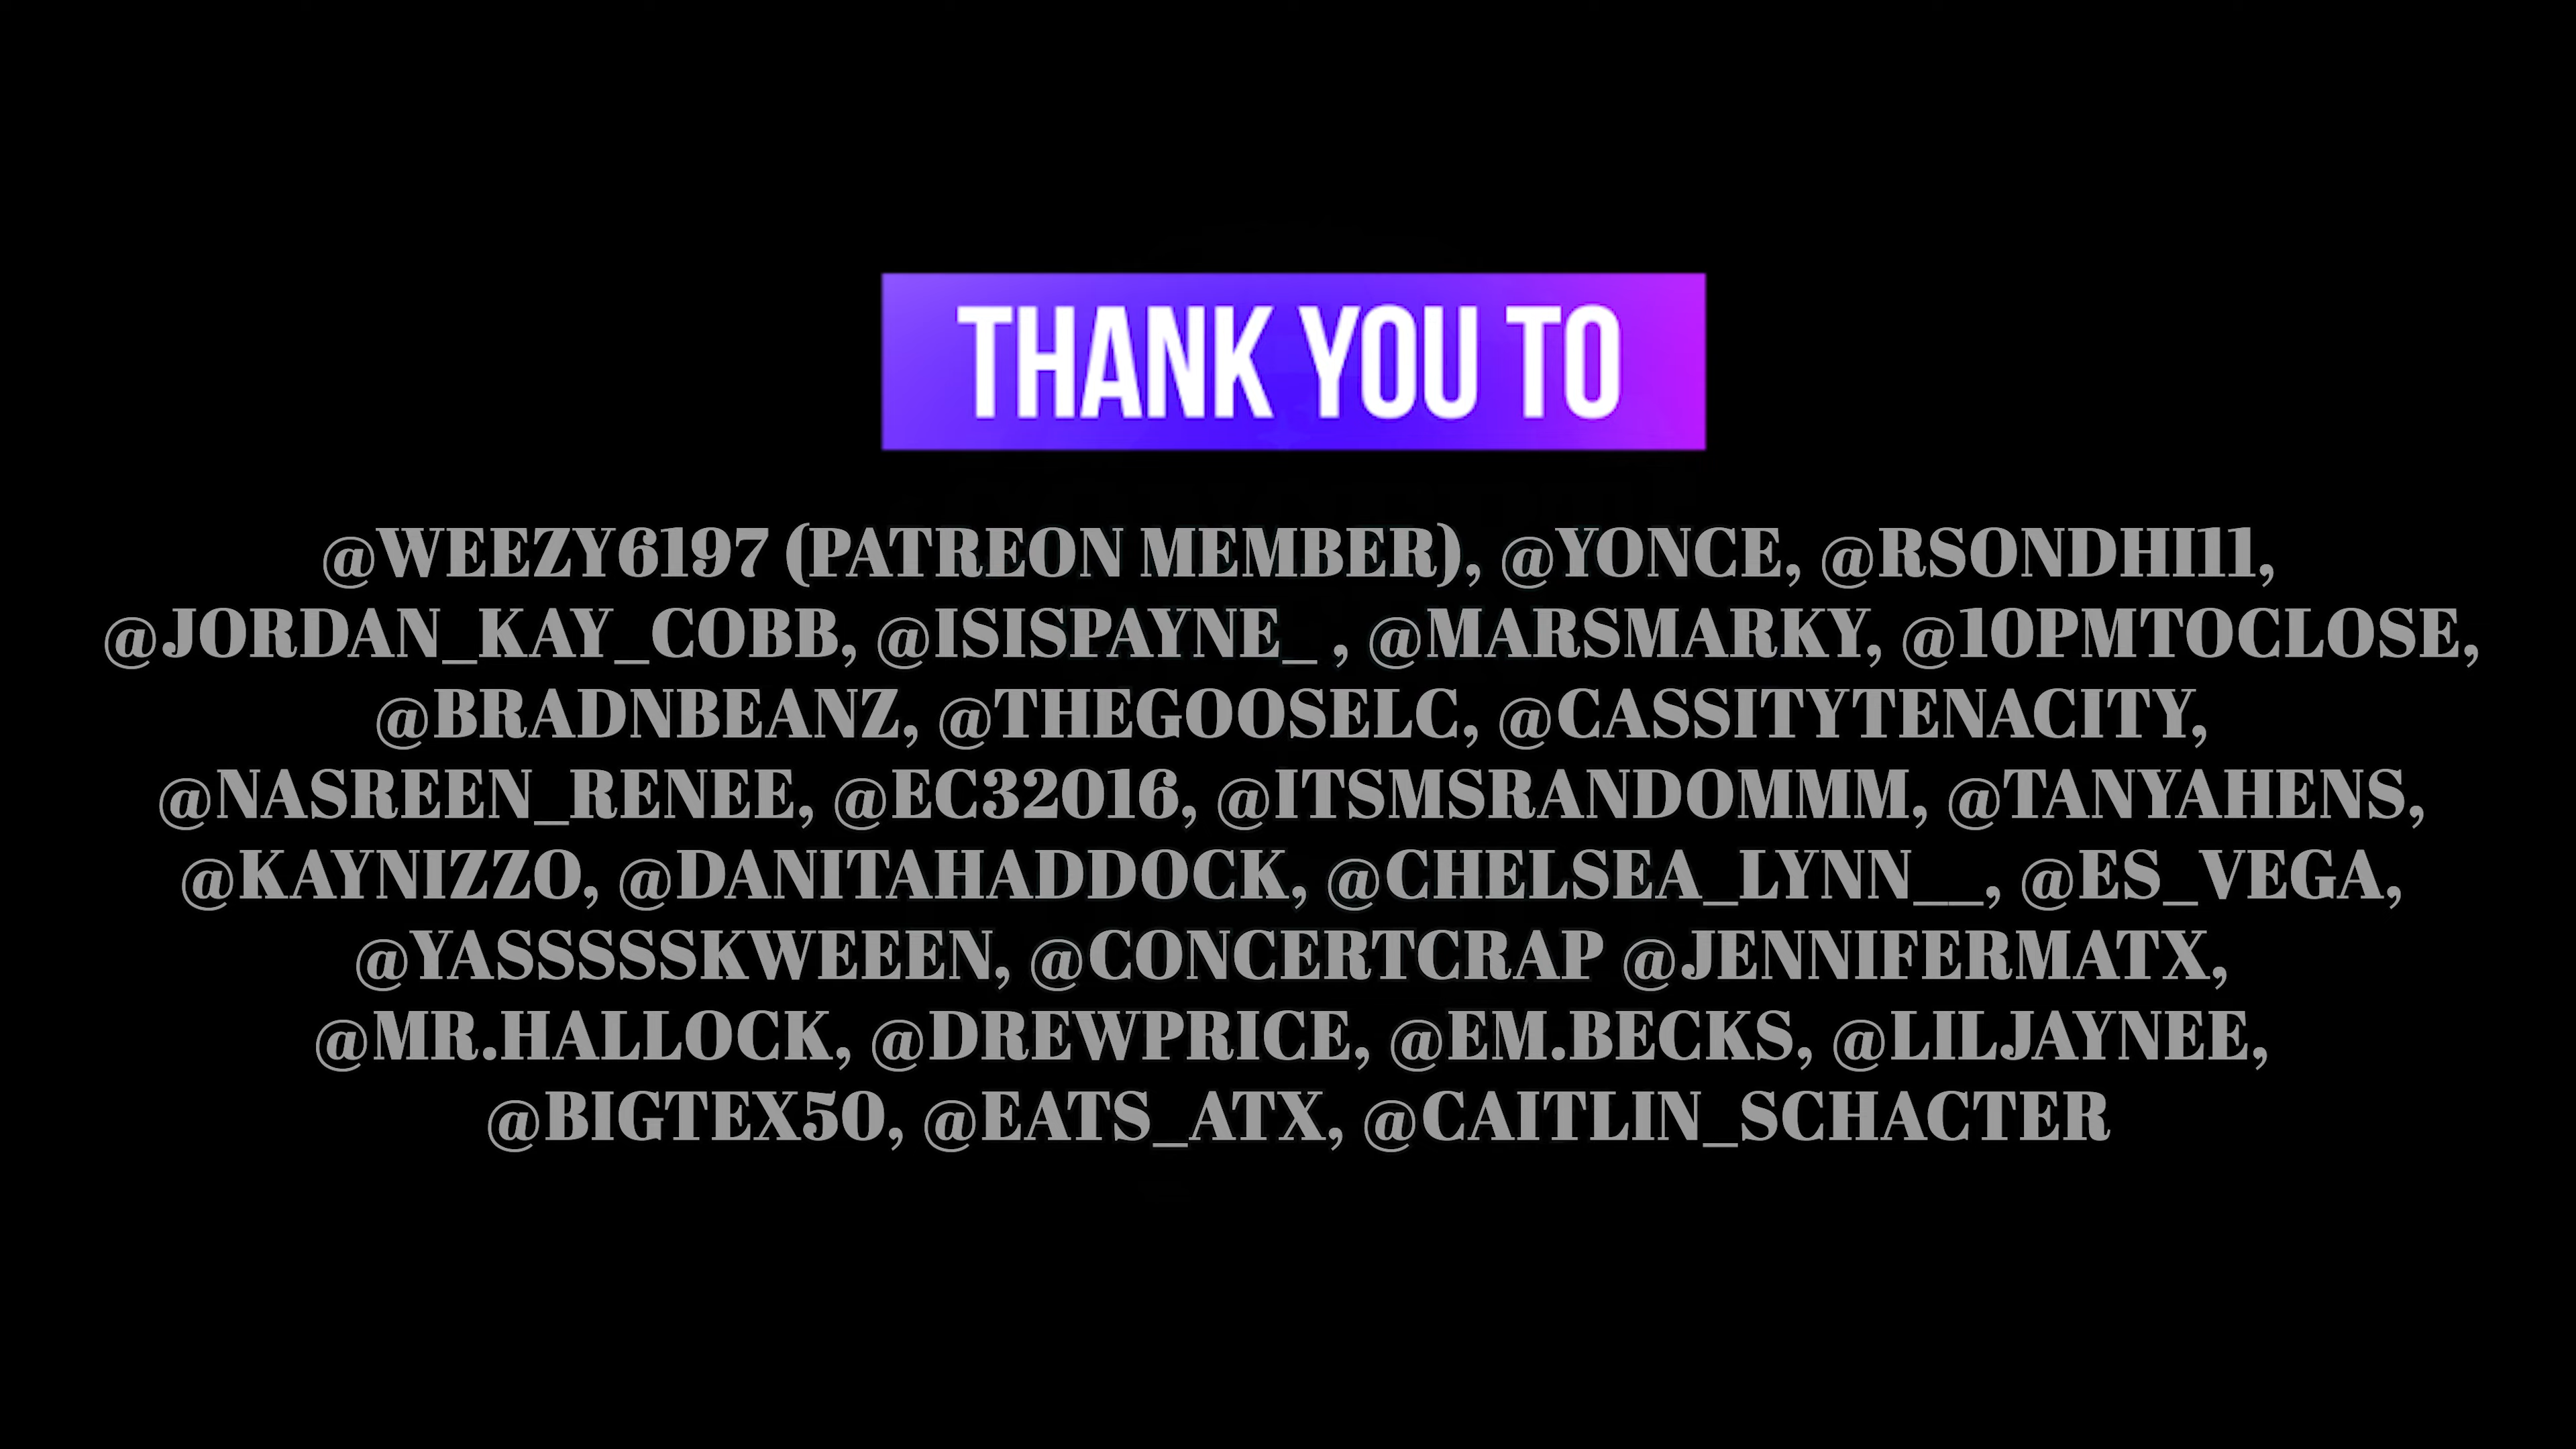 THANK YOU TO
@WEEZY6197 (PATREON MEMBER), @YONCE, @RSONDHI11,
@JORDAN_KAY_COBB, @ISISPAYNE_ , @MARSMARKY, @10PMTOCLOSE,
@BRADNBEANZ, @THEGOOSELC, @CASSITYTENACITY,
@NASREEN_RENEE, @EC32016, @ITSMSRANDOMMM, @TANYAHENS,
@KAYNIZZO, @DANITAHADDOCK, @CHELSEA_LYNN__, @ES_VEGA,
@YASSSSSKWEEEN, @CONCERTCRAP @JENNIFERMATX,
@MR.HALLOCK, @DREWPRICE, @EM.BECKS, @LILJAYNEE,
@BIGTEX50, @EATS_ATX, @CAITLIN_SCHACTER